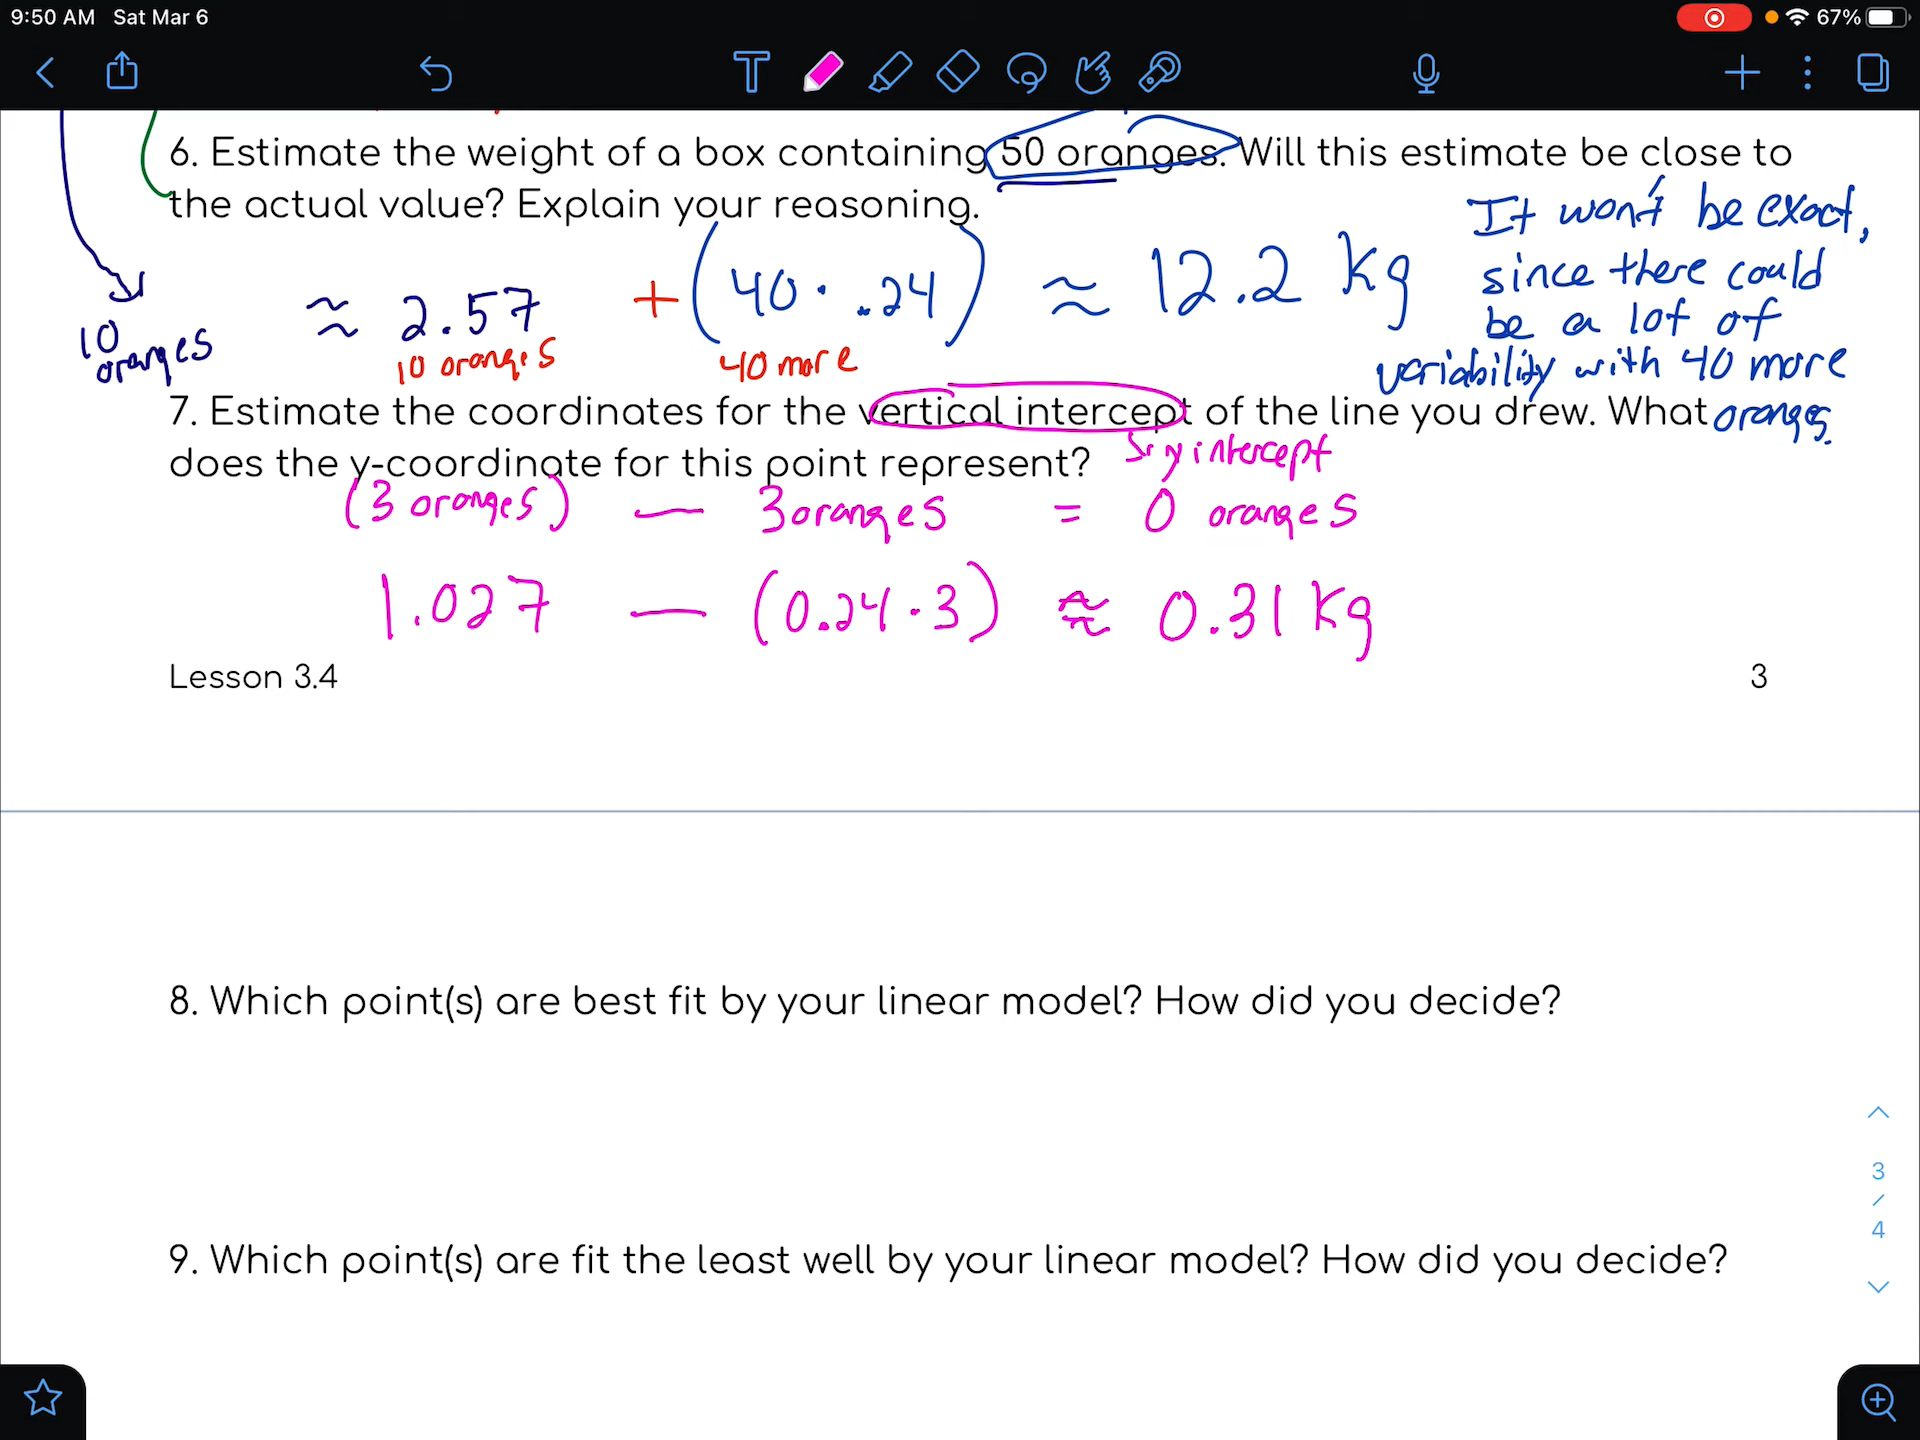 9:50 AM Sat Mar 6
67%
6. Estimate the weight of a box containing 50 oranges. Will this estimate be close to
the actual value? Explain your reasoning.
It won't be exact,
since there could
be a lot of
variability with 40 more
oranges.
10
oranges
≈ 2.57 + (40 · .24) ≈ 12.2 kg
10 oranges 40 more
7. Estimate the coordinates for the vertical intercept of the line you drew. What
does the y-coordinate for this point represent?
↳ y intercept
(3 oranges) — 3 oranges = 0 oranges
1.027 — (0.24 · 3) ≈ 0.31 kg
Lesson 3.4
3
8. Which point(s) are best fit by your linear model? How did you decide?
3
/
4
9. Which point(s) are fit the least well by your linear model? How did you decide?